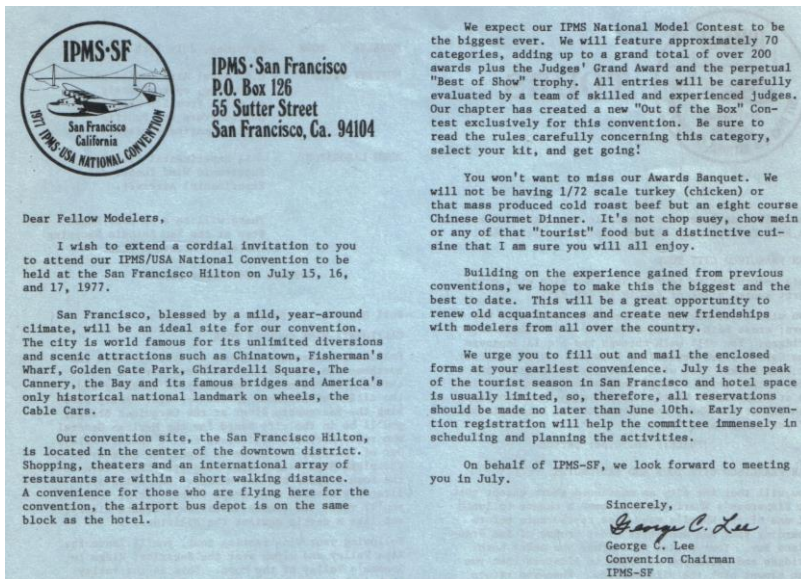 IPMS·SF
San Francisco
California
1977 IPMS·USA NATIONAL CONVENTION
IPMS·San Francisco
P.O. Box 126
55 Sutter Street
San Francisco, Ca. 94104
Dear Fellow Modelers,
I wish to extend a cordial invitation to you
to attend our IPMS/USA National Convention to be
held at the San Francisco Hilton on July 15, 16,
and 17, 1977.
San Francisco, blessed by a mild, year-around
climate, will be an ideal site for our convention.
The city is world famous for its unlimited diversions
and scenic attractions such as Chinatown, Fisherman's
Wharf, Golden Gate Park, Ghirardelli Square, The
Cannery, the Bay and its famous bridges and America's
only historical national landmark on wheels, the
Cable Cars.
Our convention site, the San Francisco Hilton,
is located in the center of the downtown district.
Shopping, theaters and an international array of
restaurants are within a short walking distance.
A convenience for those who are flying here for the
convention, the airport bus depot is on the same
block as the hotel.
We expect our IPMS National Model Contest to be
the biggest ever. We will feature approximately 70
categories, adding up to a grand total of over 200
awards plus the Judges' Grand Award and the perpetual
"Best of Show" trophy. All entries will be carefully
evaluated by a team of skilled and experienced judges.
Our chapter has created a new "Out of the Box" Con-
test exclusively for this convention. Be sure to
read the rules carefully concerning this category,
select your kit, and get going!
You won't want to miss our Awards Banquet. We
will not be having 1/72 scale turkey (chicken) or
that mass produced cold roast beef but an eight course
Chinese Gourmet Dinner. It's not chop suey, chow mein
or any of that "tourist" food but a distinctive cui-
sine that I am sure you will all enjoy.
Building on the experience gained from previous
conventions, we hope to make this the biggest and the
best to date. This will be a great opportunity to
renew old acquaintances and create new friendships
with modelers from all over the country.
We urge you to fill out and mail the enclosed
forms at your earliest convenience. July is the peak
of the tourist season in San Francisco and hotel space
is usually limited, so, therefore, all reservations
should be made no later than June 10th. Early conven-
tion registration will help the committee immensely in
scheduling and planning the activities.
On behalf of IPMS-SF, we look forward to meeting
you in July.
Sincerely,
George C. Lee
George C. Lee
Convention Chairman
IPMS-SF